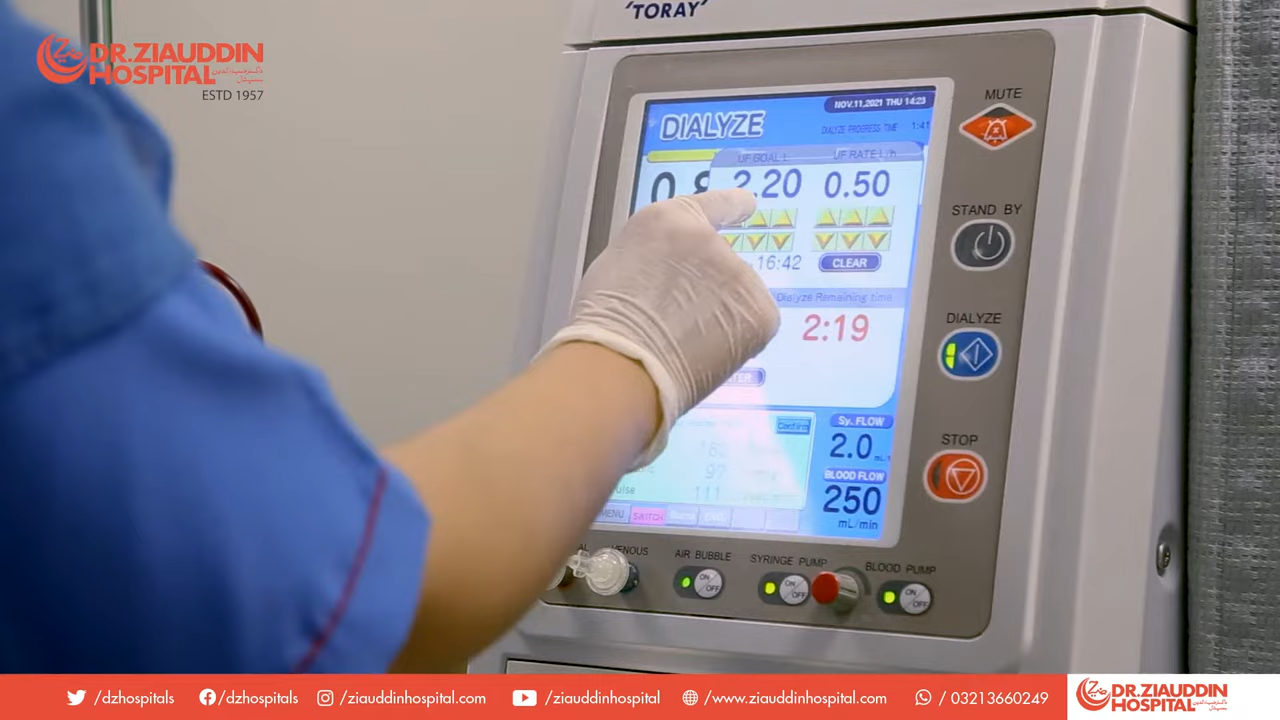 'TORAY'
DR.ZIAUDDIN
HOSPITAL
ESTD 1957
NOV.11,2021 THU 14:23
DIALYZE
DIALYZE PROGRESS TIME 1:41
UF GOAL L UF RATE L/h
2.20 0.50
16:42 CLEAR
Dialyze Remaining time
2:19
Confirm
Sy. FLOW
2.0
BLOOD FLOW
250
mL/min
97
111
MENU SWITCH
MUTE
STAND BY
DIALYZE
STOP
VENOUS AIR BUBBLE SYRINGE PUMP BLOOD PUMP
ON OFF ON OFF ON OFF
/dzhospitals /dzhospitals /ziauddinhospital.com /ziauddinhospital /www.ziauddinhospital.com / 03213660249
DR.ZIAUDDIN
HOSPITAL